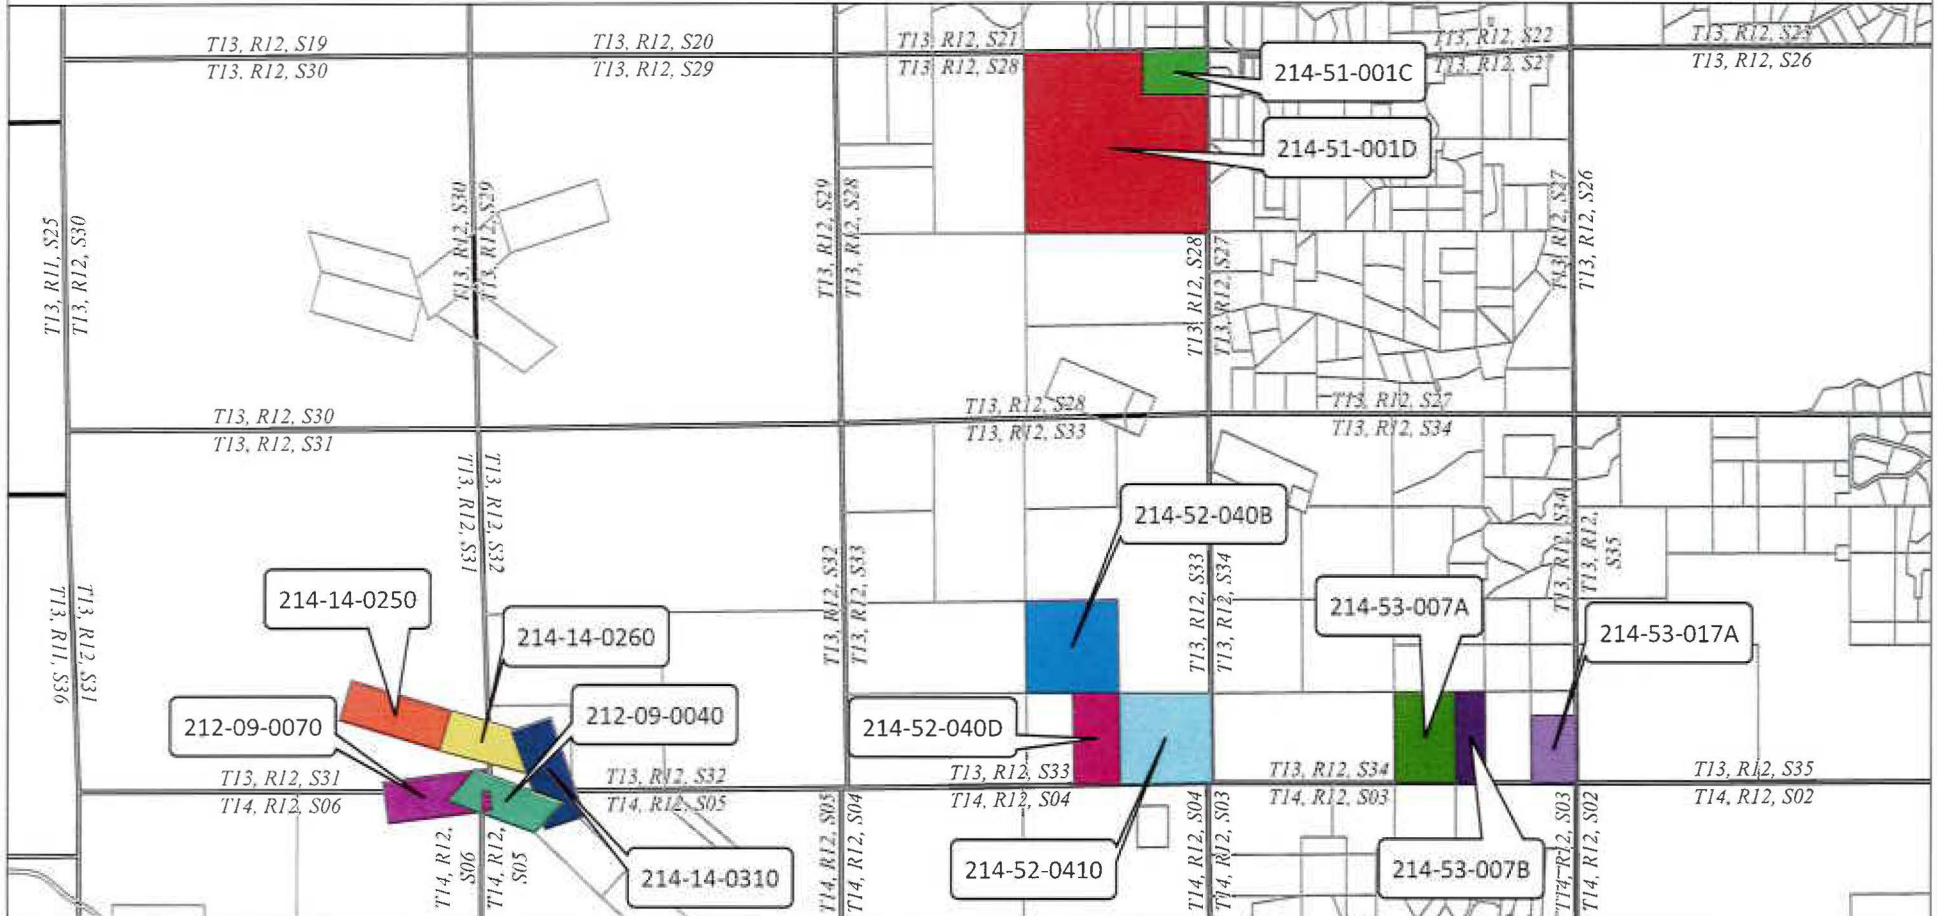 T13, R12, S19
T13, R12, S30
T13, R12, S20
T13, R12, S29
T13, R12, S21
T13, R12, S28
T13, R12, S22
T13, R12, S27
T13, R12, S23
T13, R12, S26
214-51-001C
214-51-001D
T13, R11, S25
T13, R12, S30
T13, R12, S30
T13, R12, S29
T13, R12, S29
T13, R12, S28
T13, R12, S28
T13, R12, S27
T13, R12, S27
T13, R12, S26
T13, R12, S30
T13, R12, S31
T13, R12, S28
T13, R12, S33
T13, R12, S27
T13, R12, S34
T13, R12, S31
T13, R12, S32
214-52-040B
T13, R12, S34
T13, R12,
S35
T13, R11, S36
T13, R12, S31
214-14-0250
214-14-0260
T13, R12, S32
T13, R12, S33
T13, R12, S33
T13, R12, S34
214-53-007A
214-53-017A
212-09-0070
212-09-0040
214-52-040D
T13, R12, S31
T14, R12, S06
T13, R12, S32
T14, R12, S05
T13, R12, S33
T14, R12, S04
T13, R12, S34
T14, R12, S03
T13, R12, S35
T14, R12, S02
T14, R12,
S06
T14, R12,
S05
214-14-0310
T14, R12, S05
T14, R12, S04
214-52-0410
T14, R12, S04
T14, R12, S03
214-53-007B
T14, R12, S03
T14, R12, S02